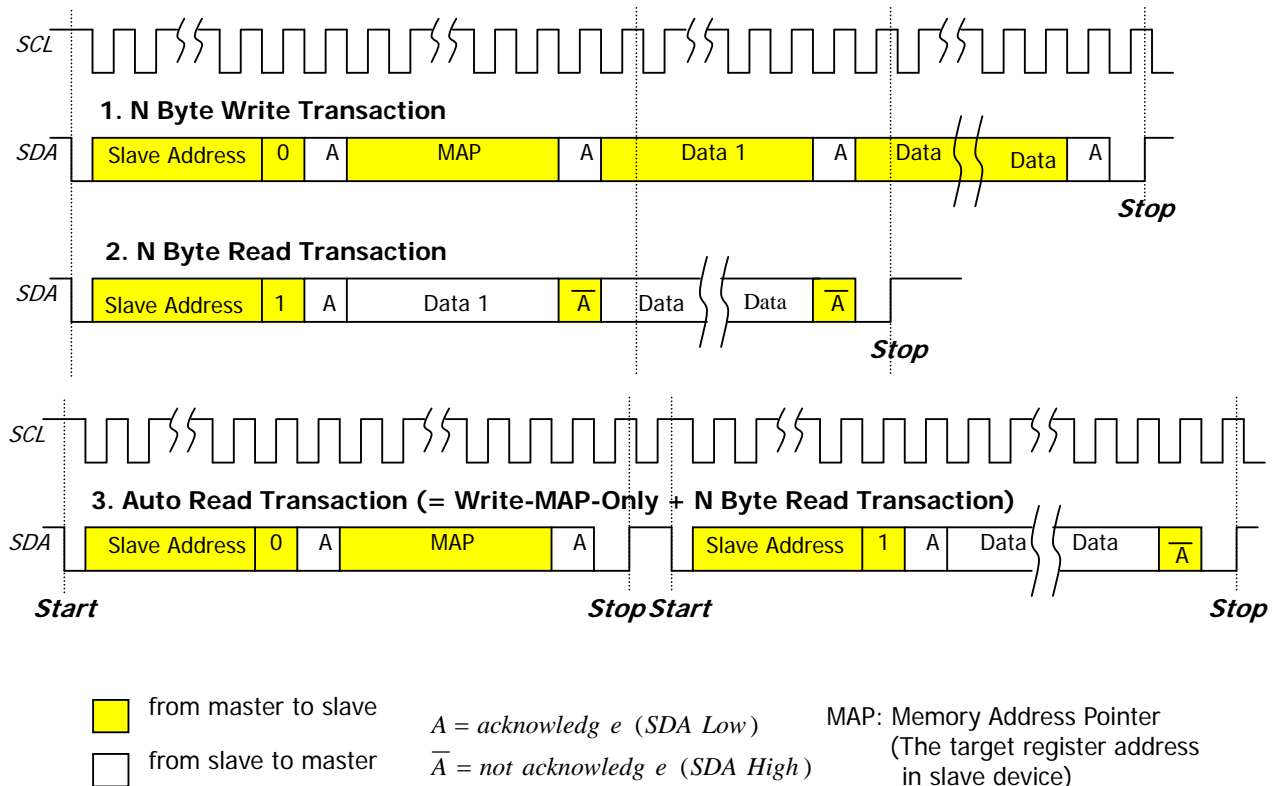 SCL
1. N Byte Write Transaction
SDA Slave Address 0 A MAP A Data 1 A Data Data A
Stop
2. N Byte Read Transaction
SDA Slave Address 1 A Data 1 A̅ Data Data A̅
Stop
SCL
3. Auto Read Transaction (= Write-MAP-Only + N Byte Read Transaction)
SDA Slave Address 0 A MAP A Slave Address 1 A Data Data A̅
Start Stop Start Stop
from master to slave
from slave to master
A = acknowledg e (SDA Low)
A̅ = not acknowledg e (SDA High)
MAP: Memory Address Pointer
(The target register address
in slave device)